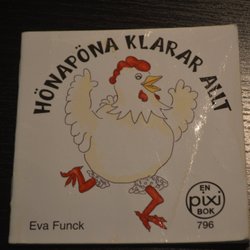 HÖNAPÖNA KLARAR ALLT
EN
pixi
BOK
Eva Funck
796